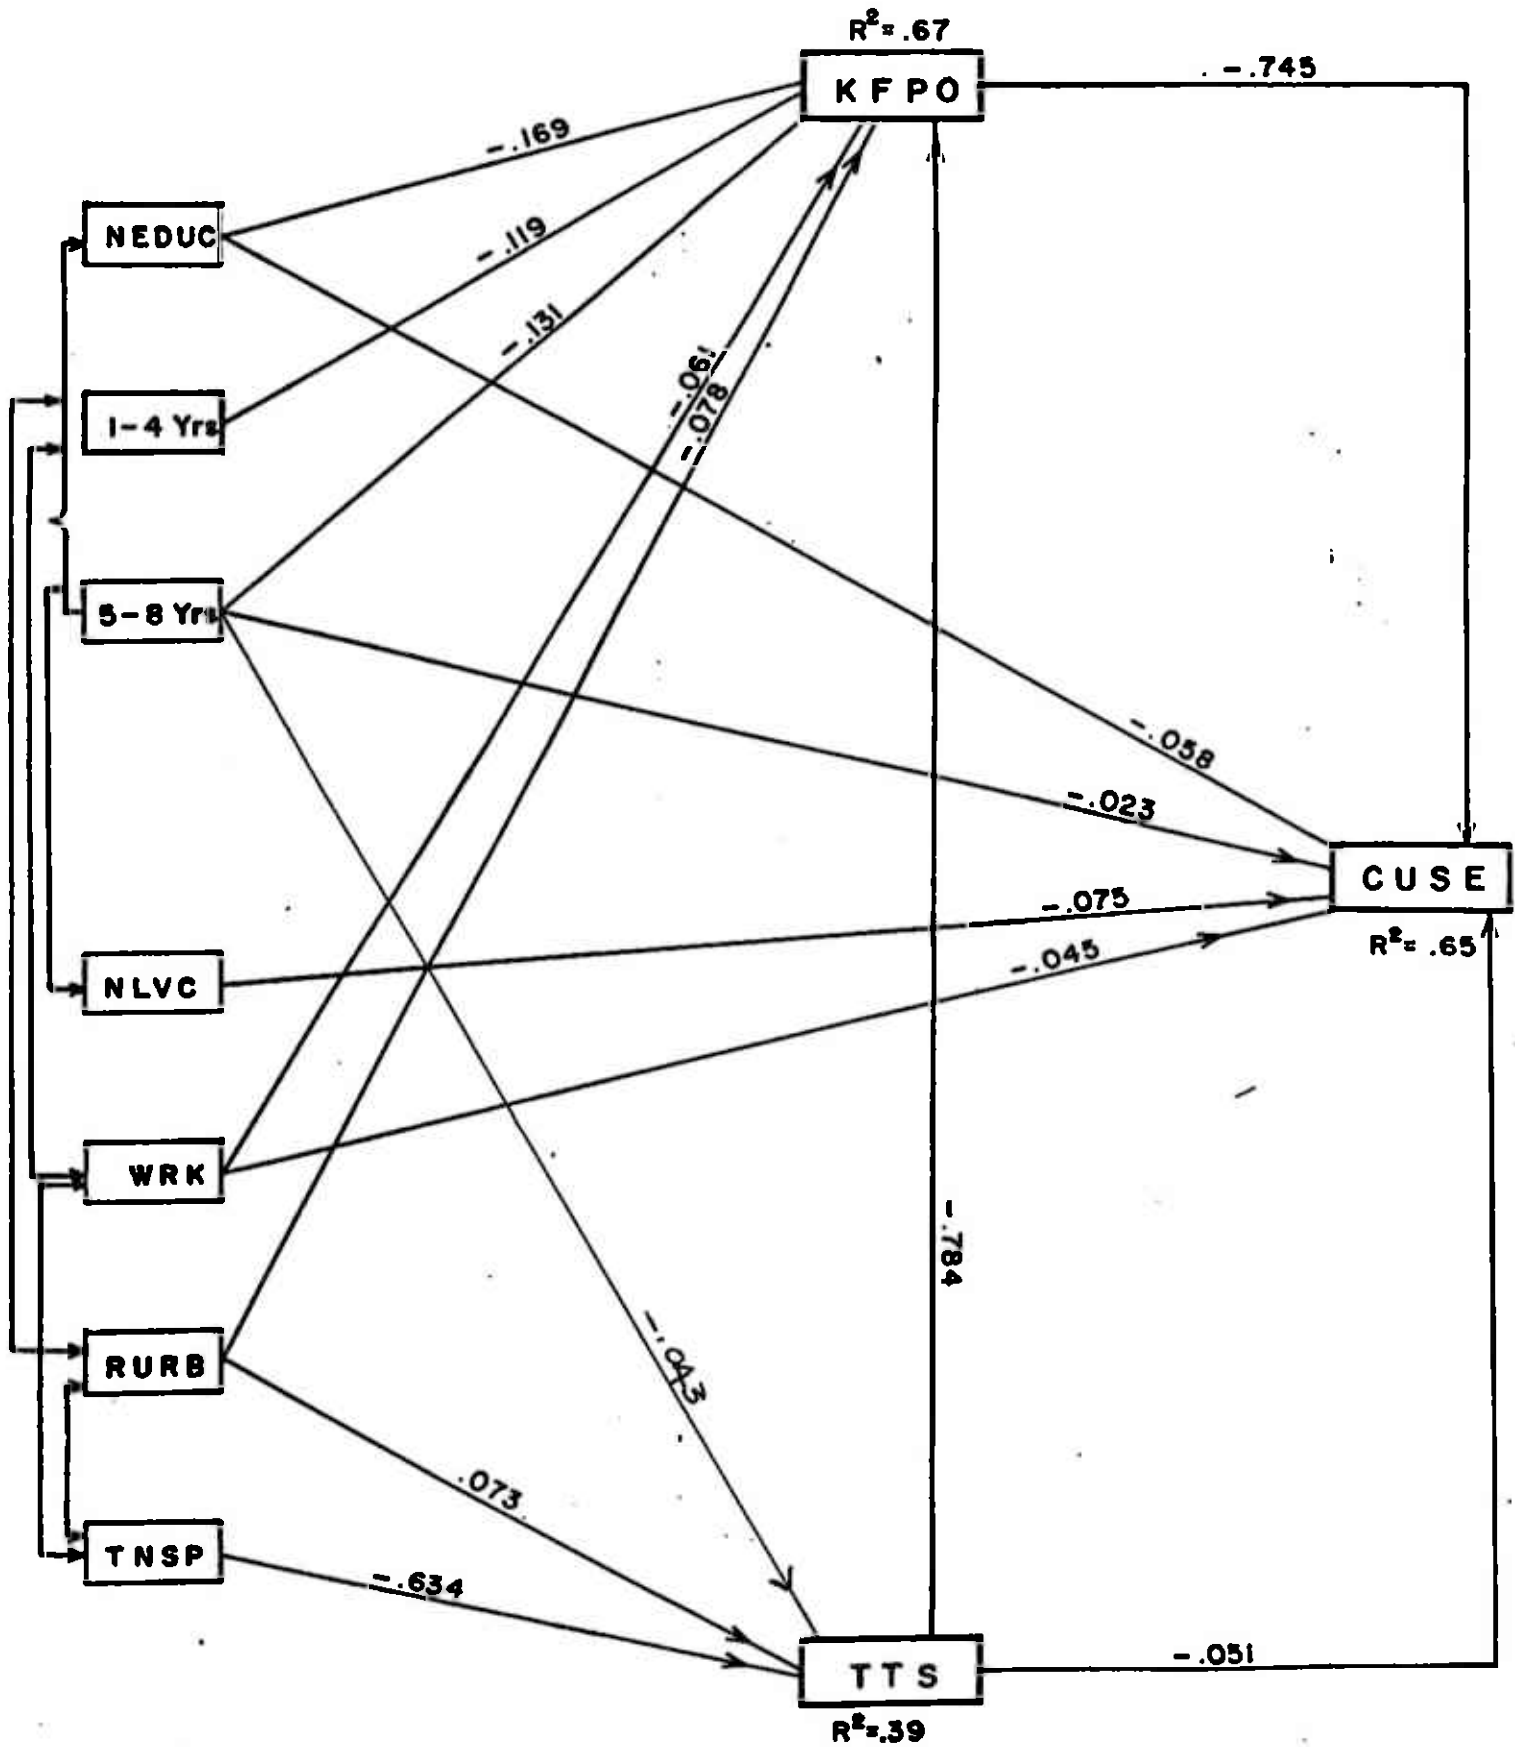 R²= .67
KFPO
-.745
-.169
NEDUC
-.119
1-4 Yrs
-.131
-.061
-.078
5-8 Yrs
-.058
-.023
CUSE
-.075
R²= .65
-.045
NLVC
WRK
-.784
-.043
RURB
.073
TNSP
-.634
-.051
TTS
R²=.39